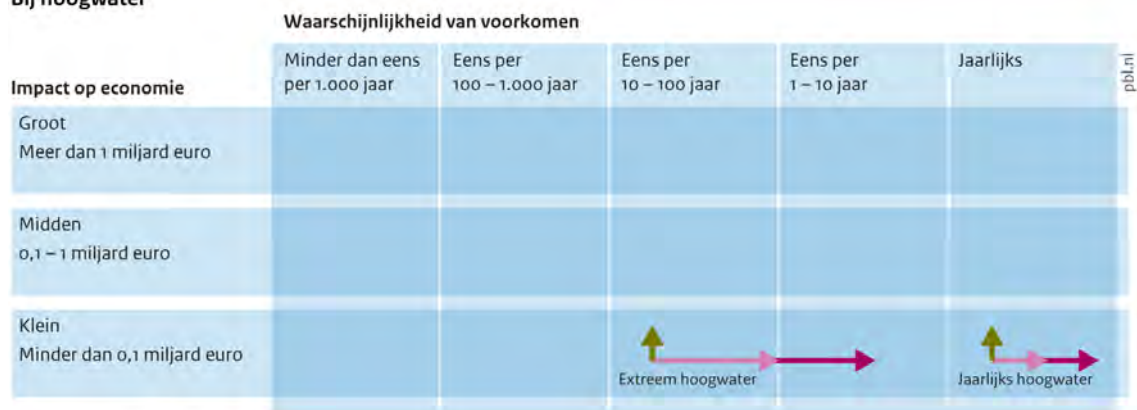 Bij hoogwater
Waarschijnlijkheid van voorkomen
Impact op economie
Minder dan eens
per 1.000 jaar
Eens per
100 – 1.000 jaar
Eens per
10 – 100 jaar
Eens per
1 – 10 jaar
Jaarlijks
pbl.nl
Groot
Meer dan 1 miljard euro
Midden
0,1 – 1 miljard euro
Klein
Minder dan 0,1 miljard euro
Extreem hoogwater
Jaarlijks hoogwater